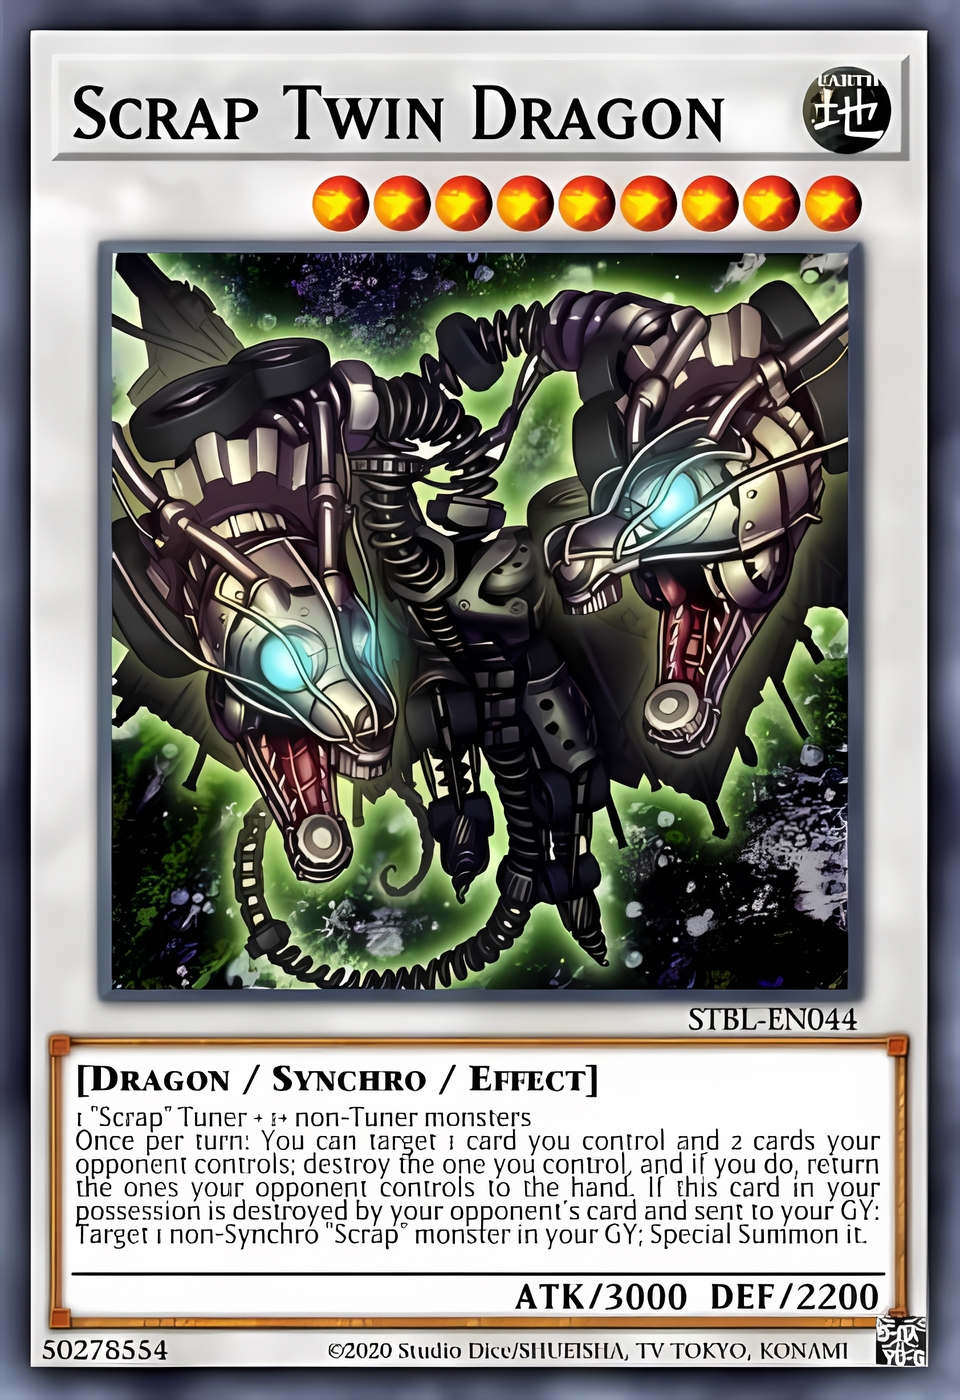 SCRAP TWIN DRAGON
EARTH
地
STBL-EN044
[DRAGON / SYNCHRO / EFFECT]
1 "Scrap" Tuner + 1+ non-Tuner monsters
Once per turn: You can target 1 card you control and 2 cards your
opponent controls; destroy the one you control, and if you do, return
the ones your opponent controls to the hand. If this card in your
possession is destroyed by your opponent's card and sent to your GY:
Target 1 non-Synchro "Scrap" monster in your GY; Special Summon it.
ATK/3000 DEF/2200
50278554
©2020 Studio Dice/SHUEISHA, TV TOKYO, KONAMI